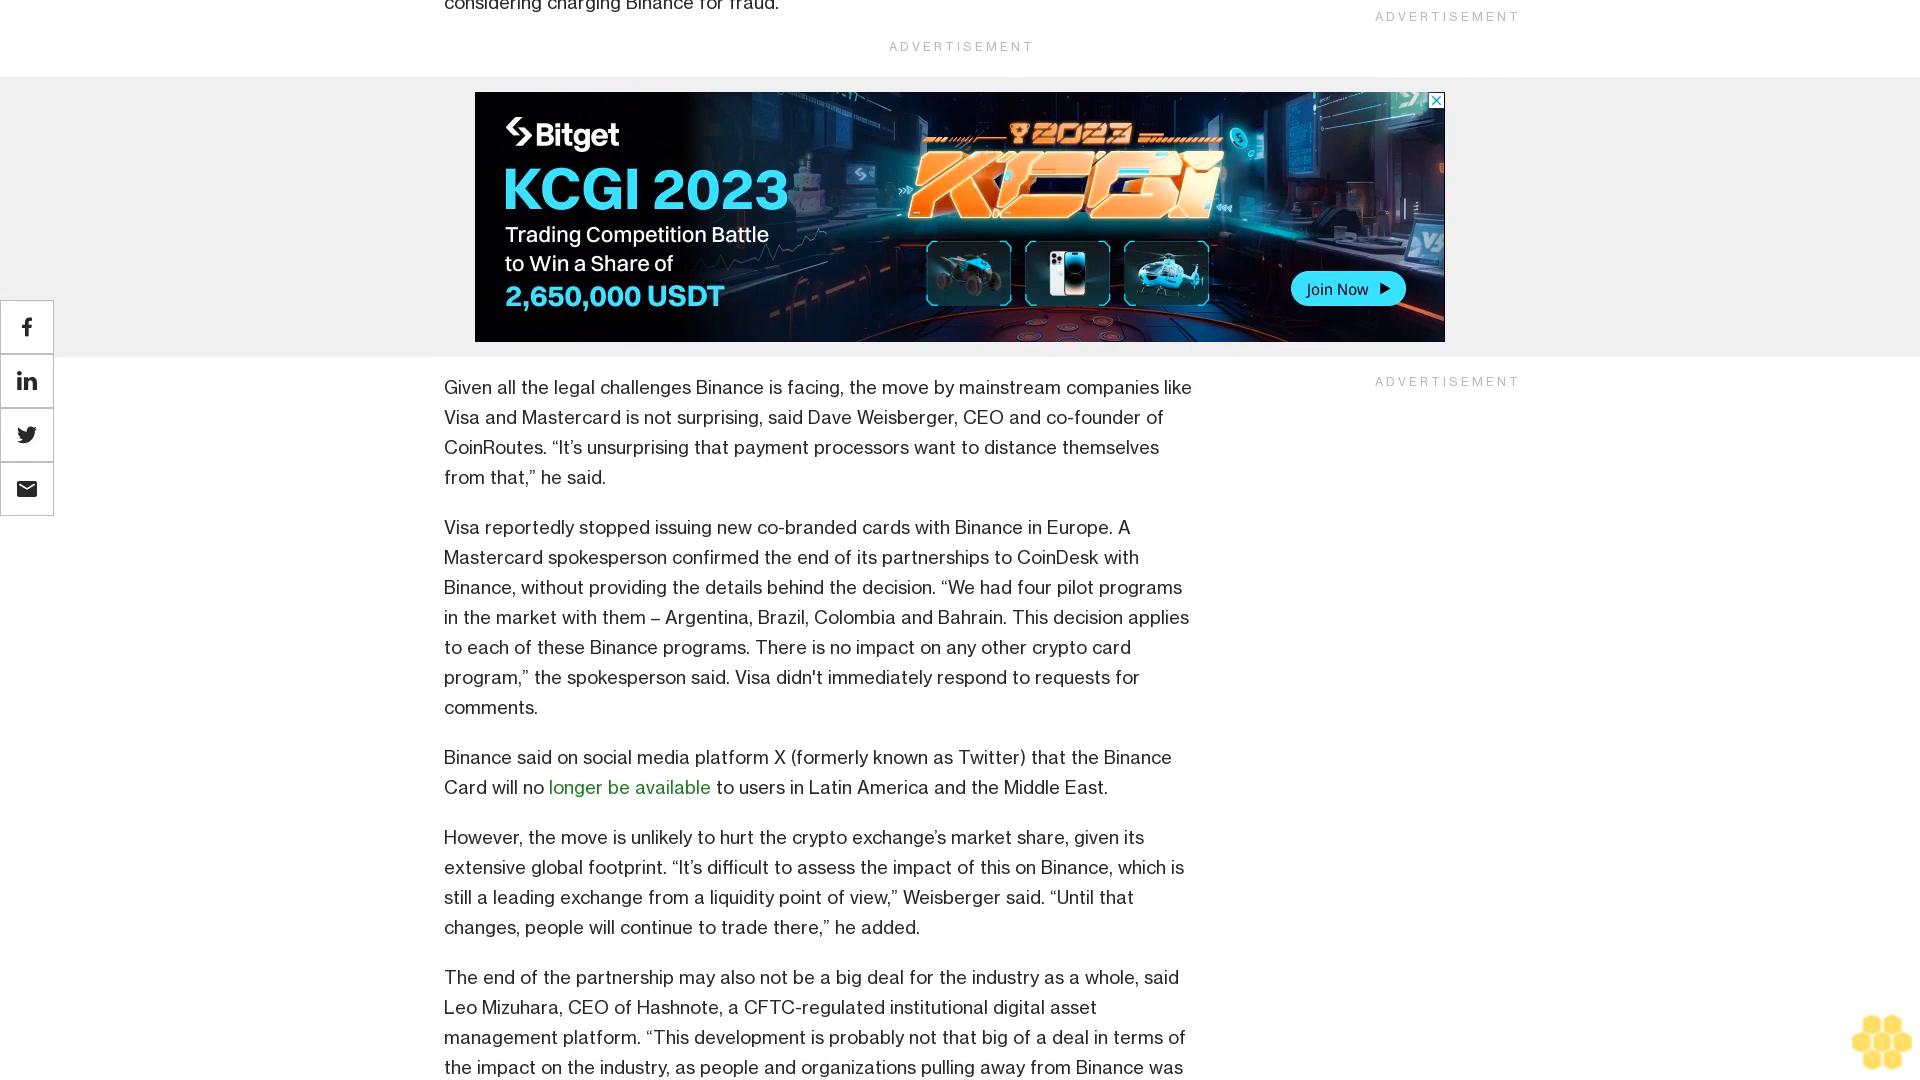 considering charging Binance for fraud.
ADVERTISEMENT
ADVERTISEMENT
Bitget
KCGI 2023
Trading Competition Battle
to Win a Share of
2,650,000 USDT
2023
KCGI
Join Now
Given all the legal challenges Binance is facing, the move by mainstream companies like
Visa and Mastercard is not surprising, said Dave Weisberger, CEO and co-founder of
CoinRoutes. “It’s unsurprising that payment processors want to distance themselves
from that,” he said.
ADVERTISEMENT
Visa reportedly stopped issuing new co-branded cards with Binance in Europe. A
Mastercard spokesperson confirmed the end of its partnerships to CoinDesk with
Binance, without providing the details behind the decision. “We had four pilot programs
in the market with them – Argentina, Brazil, Colombia and Bahrain. This decision applies
to each of these Binance programs. There is no impact on any other crypto card
program,” the spokesperson said. Visa didn't immediately respond to requests for
comments.
Binance said on social media platform X (formerly known as Twitter) that the Binance
Card will no longer be available to users in Latin America and the Middle East.
However, the move is unlikely to hurt the crypto exchange’s market share, given its
extensive global footprint. “It’s difficult to assess the impact of this on Binance, which is
still a leading exchange from a liquidity point of view,” Weisberger said. “Until that
changes, people will continue to trade there,” he added.
The end of the partnership may also not be a big deal for the industry as a whole, said
Leo Mizuhara, CEO of Hashnote, a CFTC-regulated institutional digital asset
management platform. “This development is probably not that big of a deal in terms of
the impact on the industry, as people and organizations pulling away from Binance was